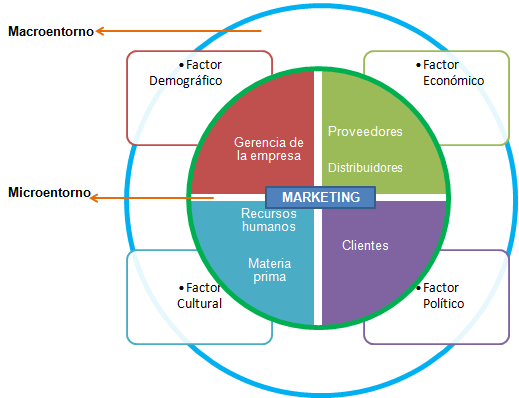 Macroentorno
• Factor
Demográfico
• Factor
Económico
Gerencia de
la empresa
Proveedores
Distribuidores
Microentorno
MARKETING
Recursos
humanos
Materia
prima
Clientes
• Factor
Cultural
• Factor
Político